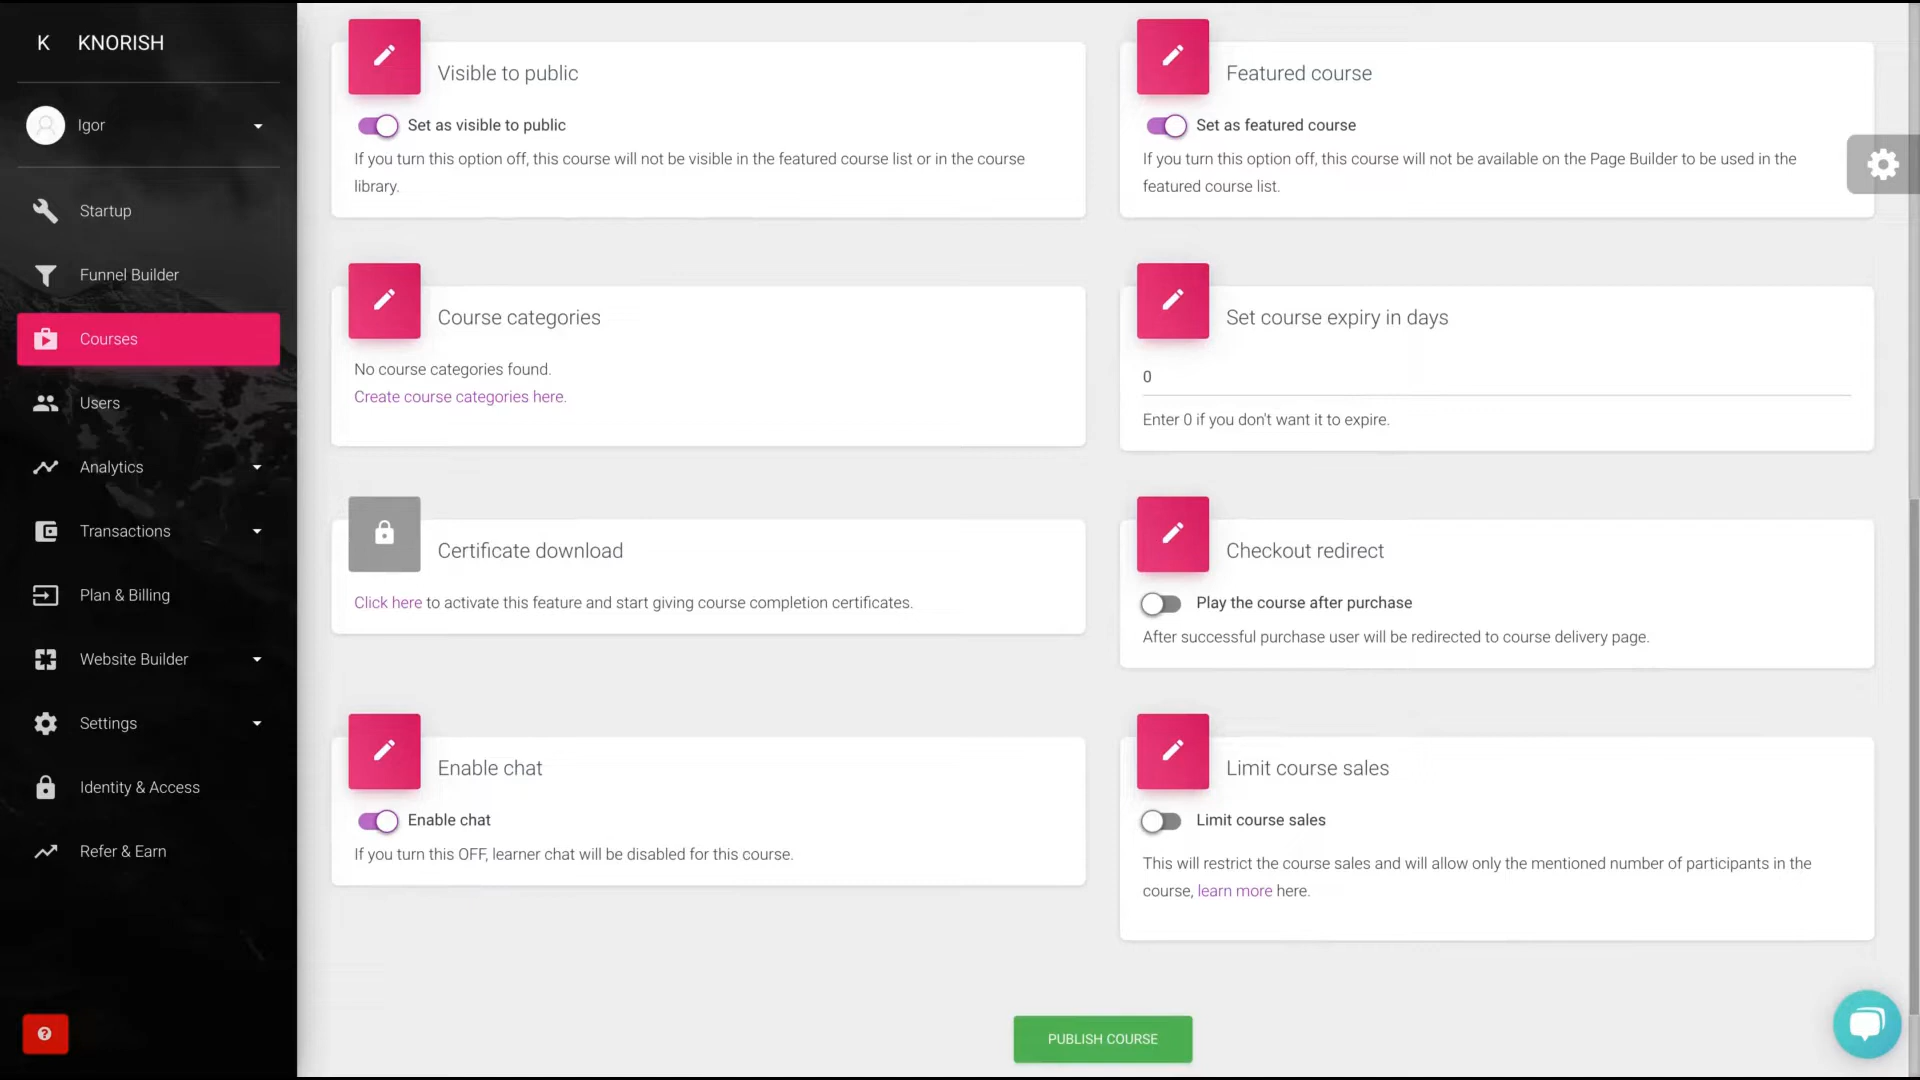 K KNORISH
Igor
Startup
Funnel Builder
Courses
Users
Analytics
Transactions
Plan & Billing
Website Builder
Settings
Identity & Access
Refer & Earn
Visible to public
Set as visible to public
If you turn this option off, this course will not be visible in the featured course list or in the course
library.
Featured course
Set as featured course
If you turn this option off, this course will not be available on the Page Builder to be used in the
featured course list.
Course categories
No course categories found.
Create course categories here.
Set course expiry in days
0
Enter 0 if you don't want it to expire.
Certificate download
Click here to activate this feature and start giving course completion certificates.
Checkout redirect
Play the course after purchase
After successful purchase user will be redirected to course delivery page.
Enable chat
Enable chat
If you turn this OFF, learner chat will be disabled for this course.
Limit course sales
Limit course sales
This will restrict the course sales and will allow only the mentioned number of participants in the
course, learn more here.
PUBLISH COURSE